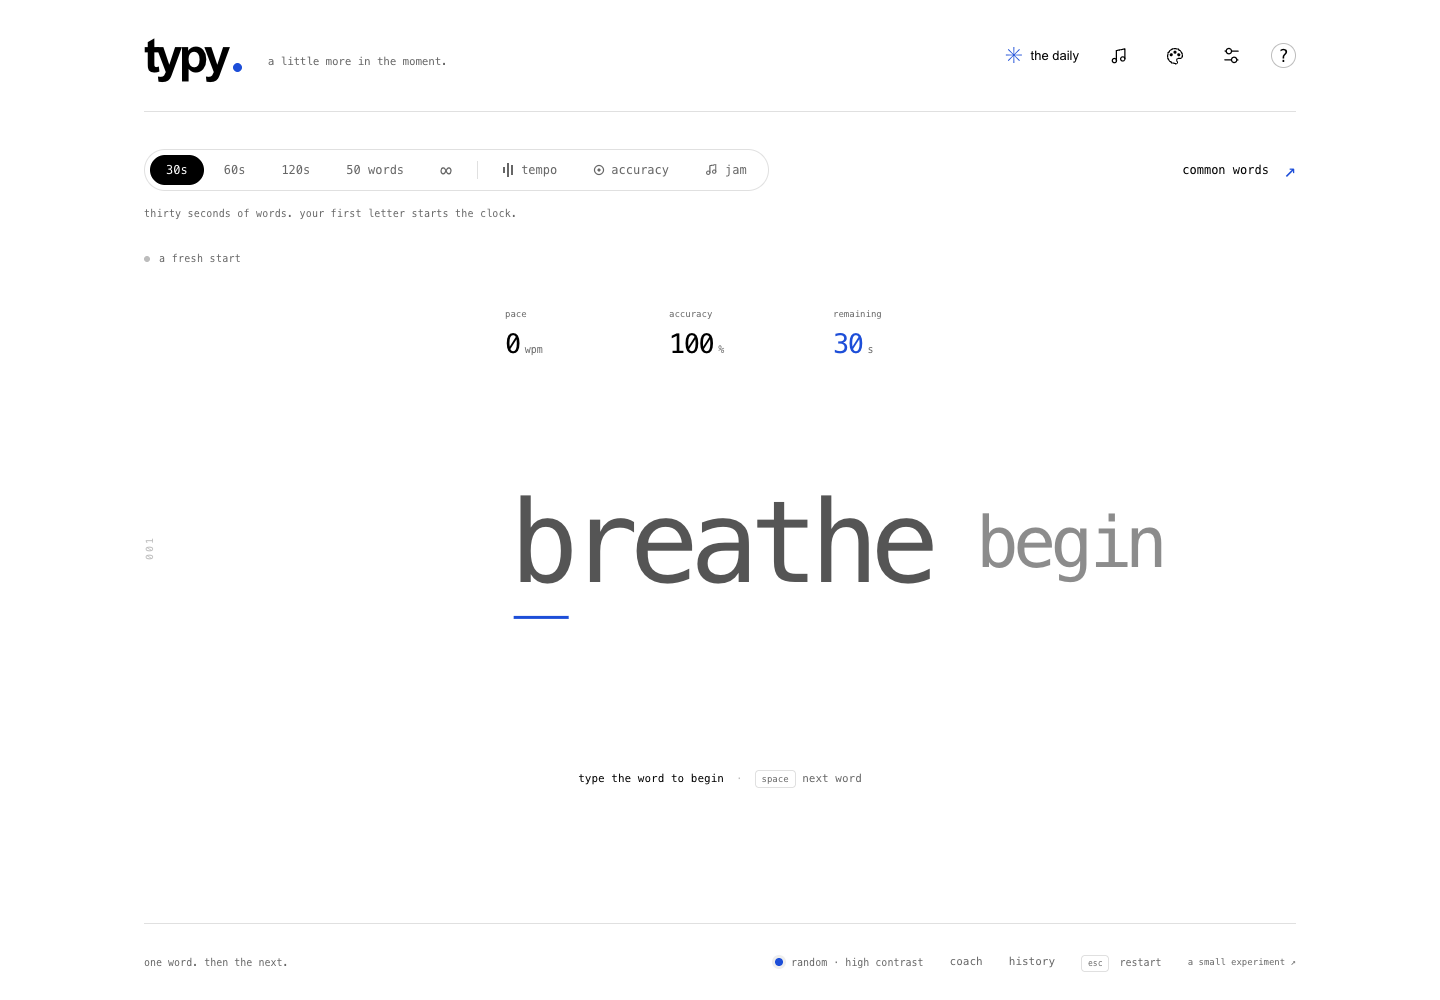 typy.
a little more in the moment.
the daily
?
30s 60s 120s 50 words ∞ tempo accuracy jam
common words ↗
thirty seconds of words. your first letter starts the clock.
a fresh start
pace accuracy remaining
0 wpm 100 % 30 s
001
breathe begin
type the word to begin · space next word
one word. then the next.
random · high contrast coach history esc restart a small experiment ↗